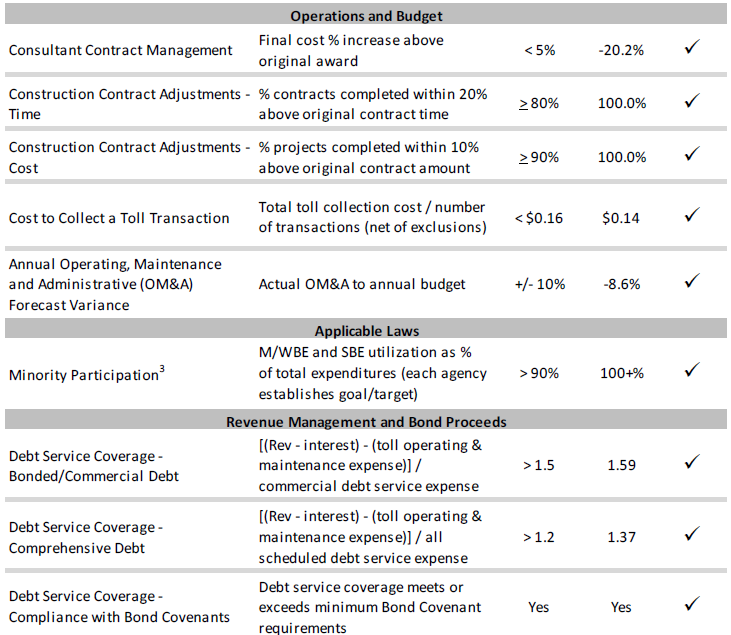 Operations and Budget
Consultant Contract Management
Final cost % increase above
original award
< 5%
-20.2%
✓
Construction Contract Adjustments -
Time
% contracts completed within 20%
above original contract time
≥ 80%
100.0%
✓
Construction Contract Adjustments -
Cost
% projects completed within 10%
above original contract amount
≥ 90%
100.0%
✓
Cost to Collect a Toll Transaction
Total toll collection cost / number
of transactions (net of exclusions)
< $0.16
$0.14
✓
Annual Operating, Maintenance
and Administrative (OM&A)
Forecast Variance
Actual OM&A to annual budget
+/- 10%
-8.6%
✓
Applicable Laws
Minority Participation³
M/WBE and SBE utilization as %
of total expenditures (each agency
establishes goal/target)
> 90%
100+%
✓
Revenue Management and Bond Proceeds
Debt Service Coverage -
Bonded/Commercial Debt
[(Rev - interest) - (toll operating &
maintenance expense)] /
commercial debt service expense
> 1.5
1.59
✓
Debt Service Coverage -
Comprehensive Debt
[(Rev - interest) - (toll operating &
maintenance expense)] / all
scheduled debt service expense
> 1.2
1.37
✓
Debt Service Coverage -
Compliance with Bond Covenants
Debt service coverage meets or
exceeds minimum Bond Covenant
requirements
Yes
Yes
✓